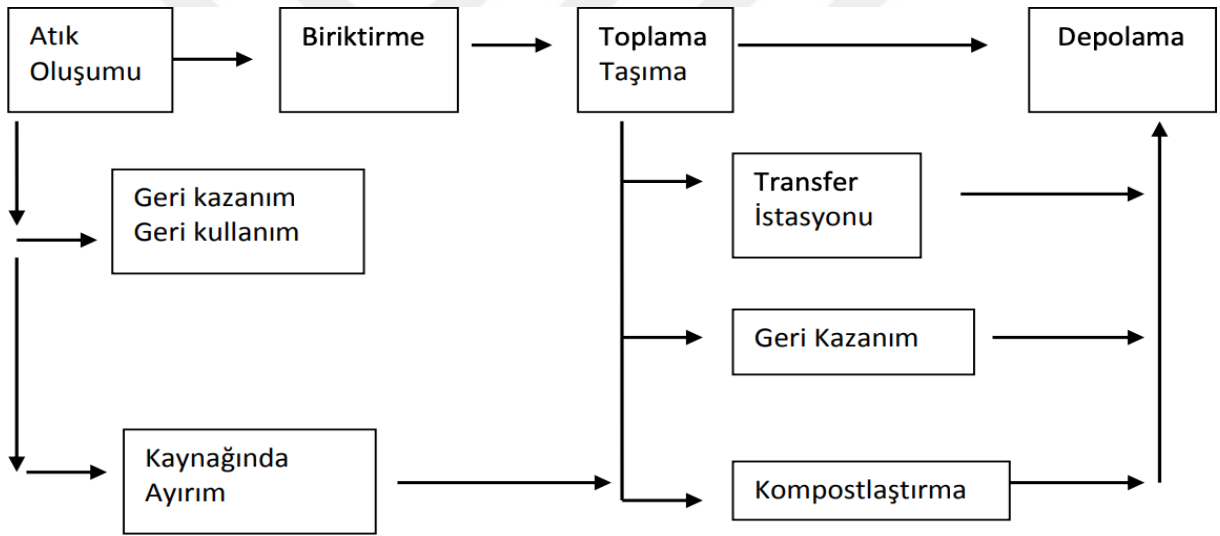 Atık
Oluşumu
Biriktirme
Toplama
Taşıma
Depolama
Geri kazanım
Geri kullanım
Transfer
İstasyonu
Geri Kazanım
Kaynağında
Ayırım
Kompostlaştırma